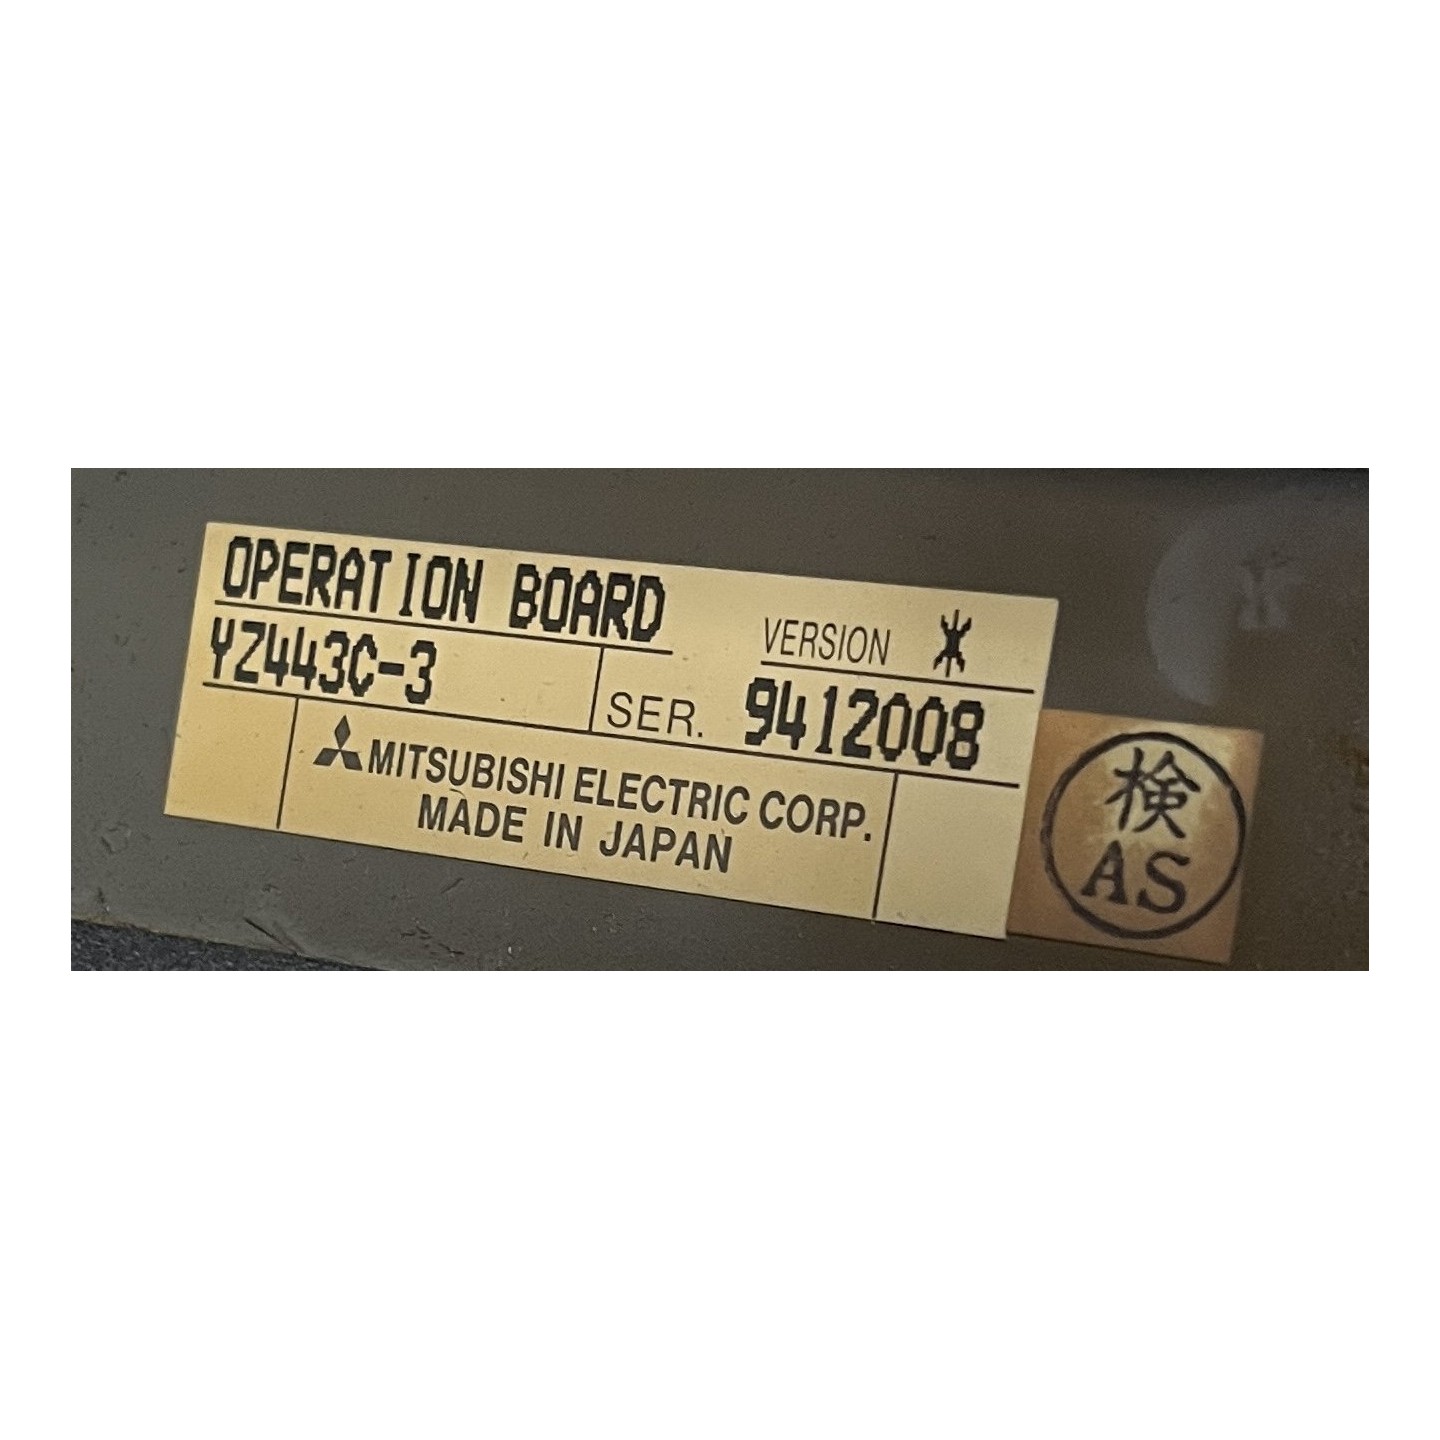 OPERATION BOARD
VERSION ※
YZ443C-3
SER. 9412008
MITSUBISHI ELECTRIC CORP.
MADE IN JAPAN
検
AS